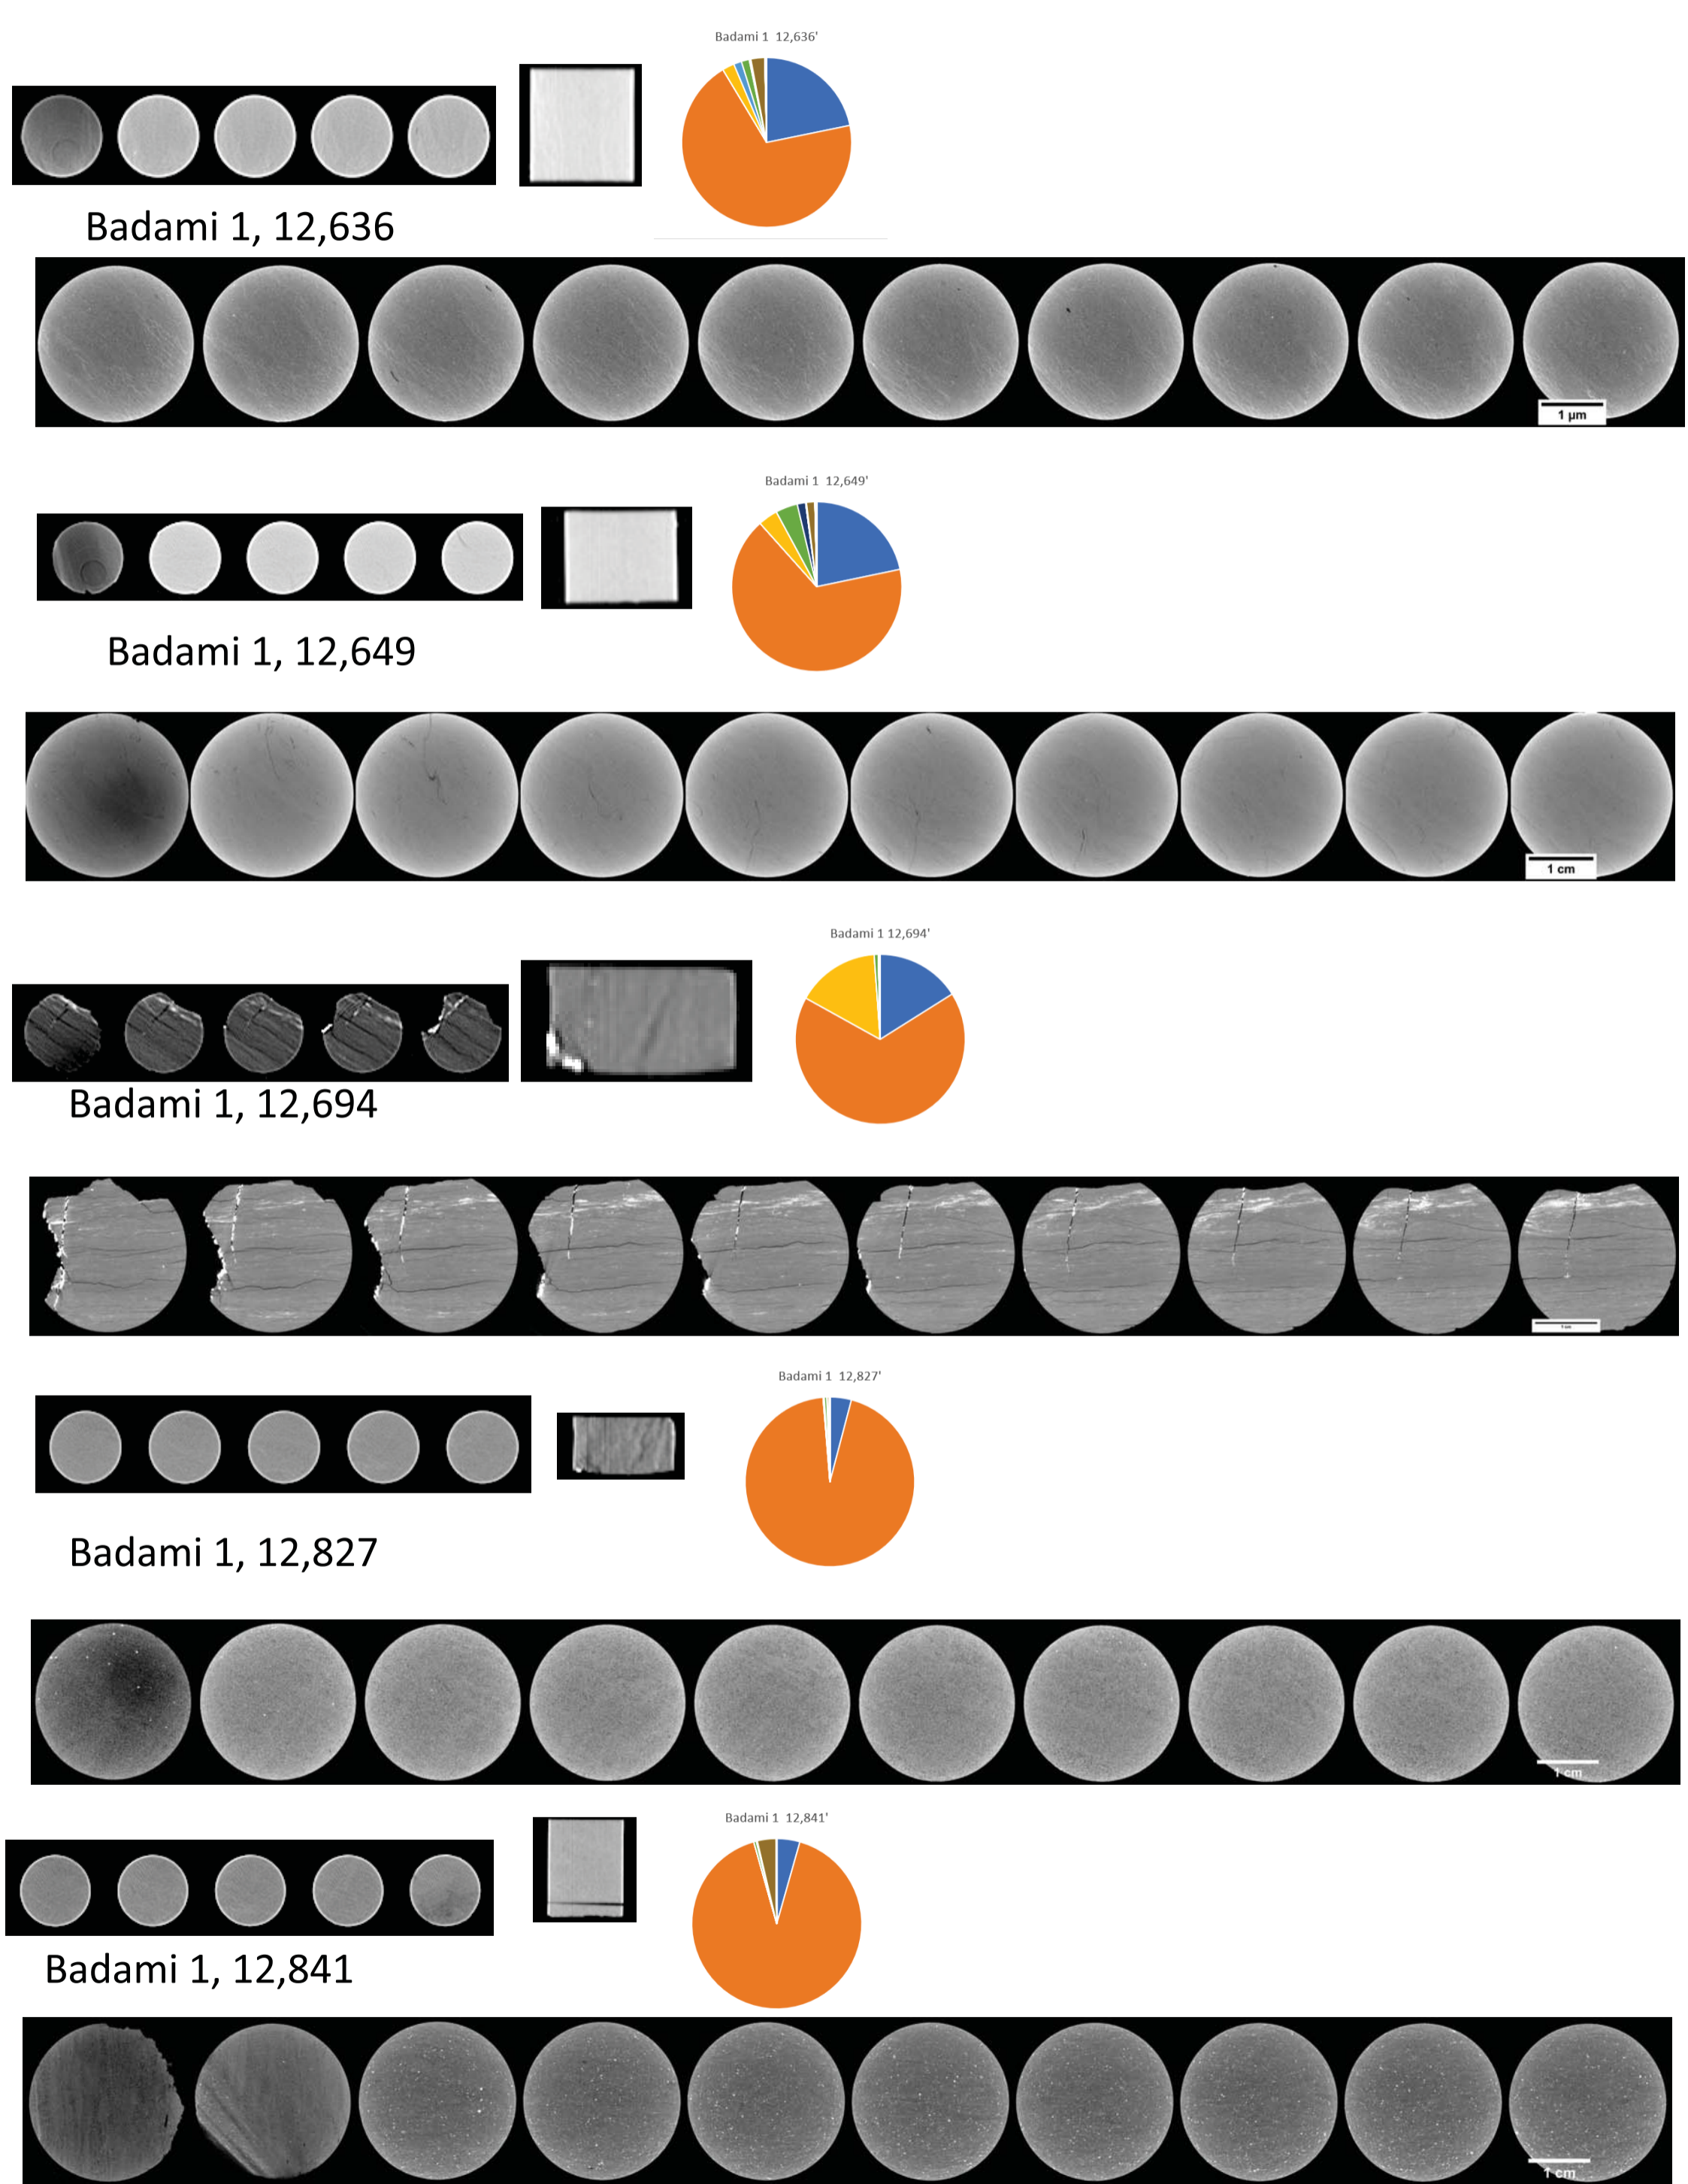 Badami 1 12,636'
Badami 1, 12,636
1 µm
Badami 1 12,649'
Badami 1, 12,649
1 cm
Badami 1 12,694'
Badami 1, 12,694
Badami 1 12,827'
Badami 1, 12,827
1 cm
Badami 1 12,841'
Badami 1, 12,841
1 cm